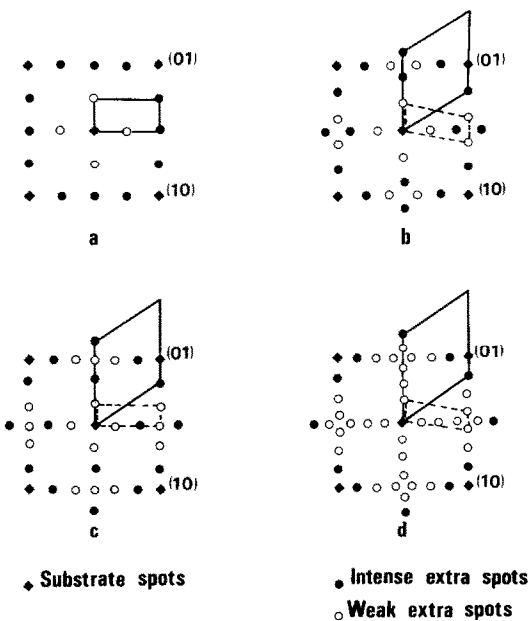 (01)
(10)
a
(01)
(10)
b
(01)
(10)
c
(01)
(10)
d
Substrate spots
Intense extra spots
Weak extra spots